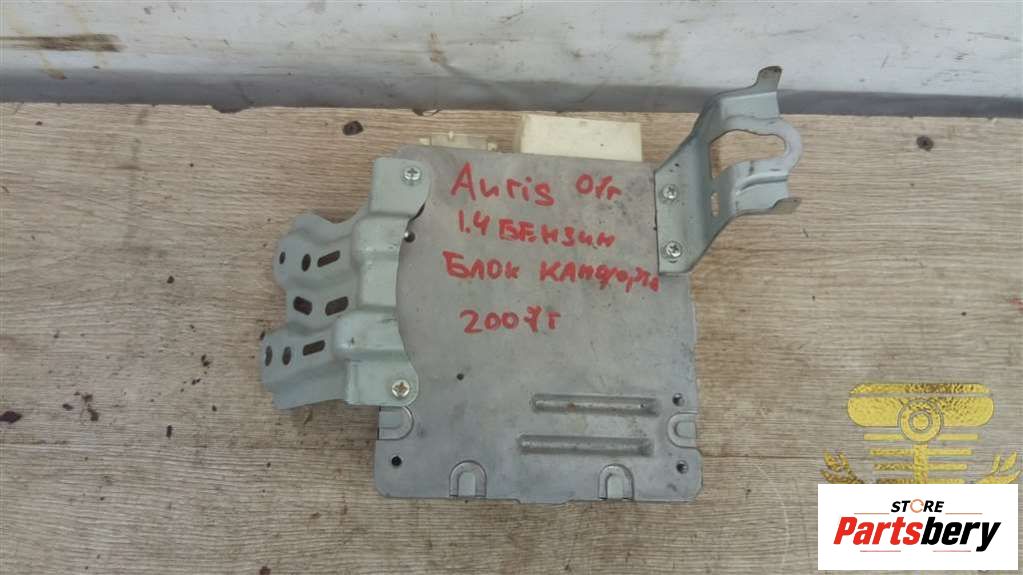 Auris 07г
1.4 БЕНЗИН
БЛОК КАМФОРТА
2007г
STORE
Partsbery